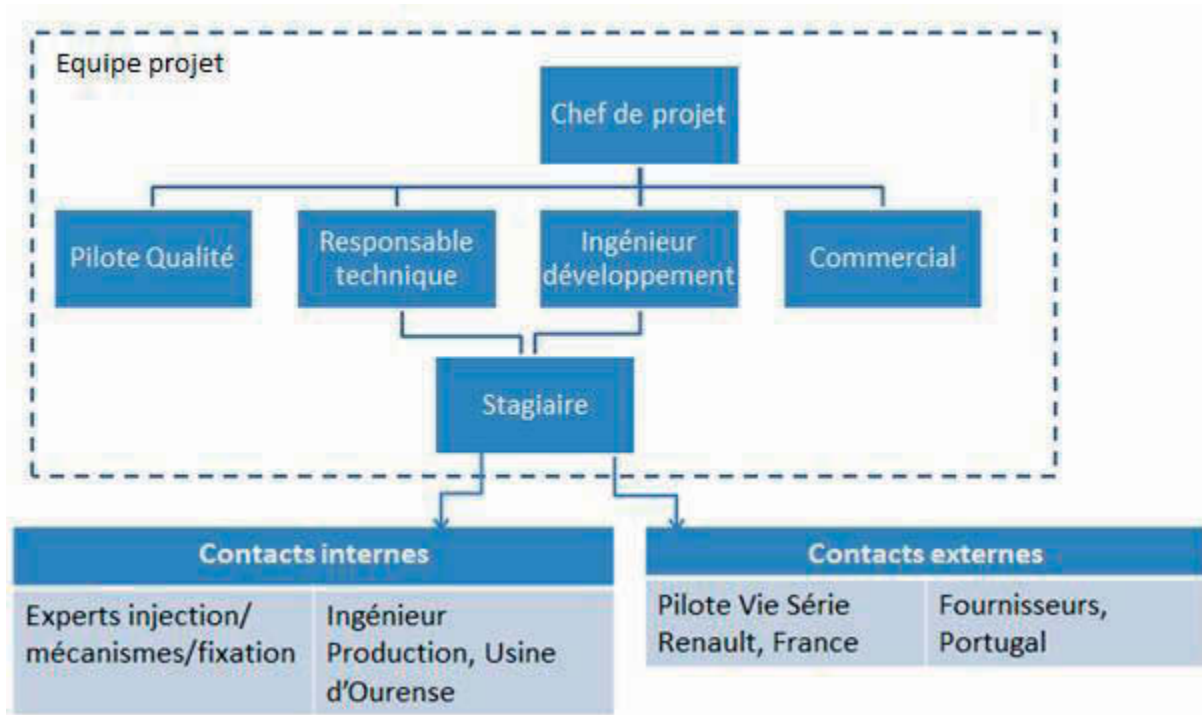 Equipe projet
Chef de projet
Pilote Qualité
Responsable
technique
Ingénieur
développement
Commercial
Stagiaire
Contacts internes
Experts injection/
mécanismes/fixation
Ingénieur
Production, Usine
d'Ourense
Contacts externes
Pilote Vie Série
Renault, France
Fournisseurs,
Portugal